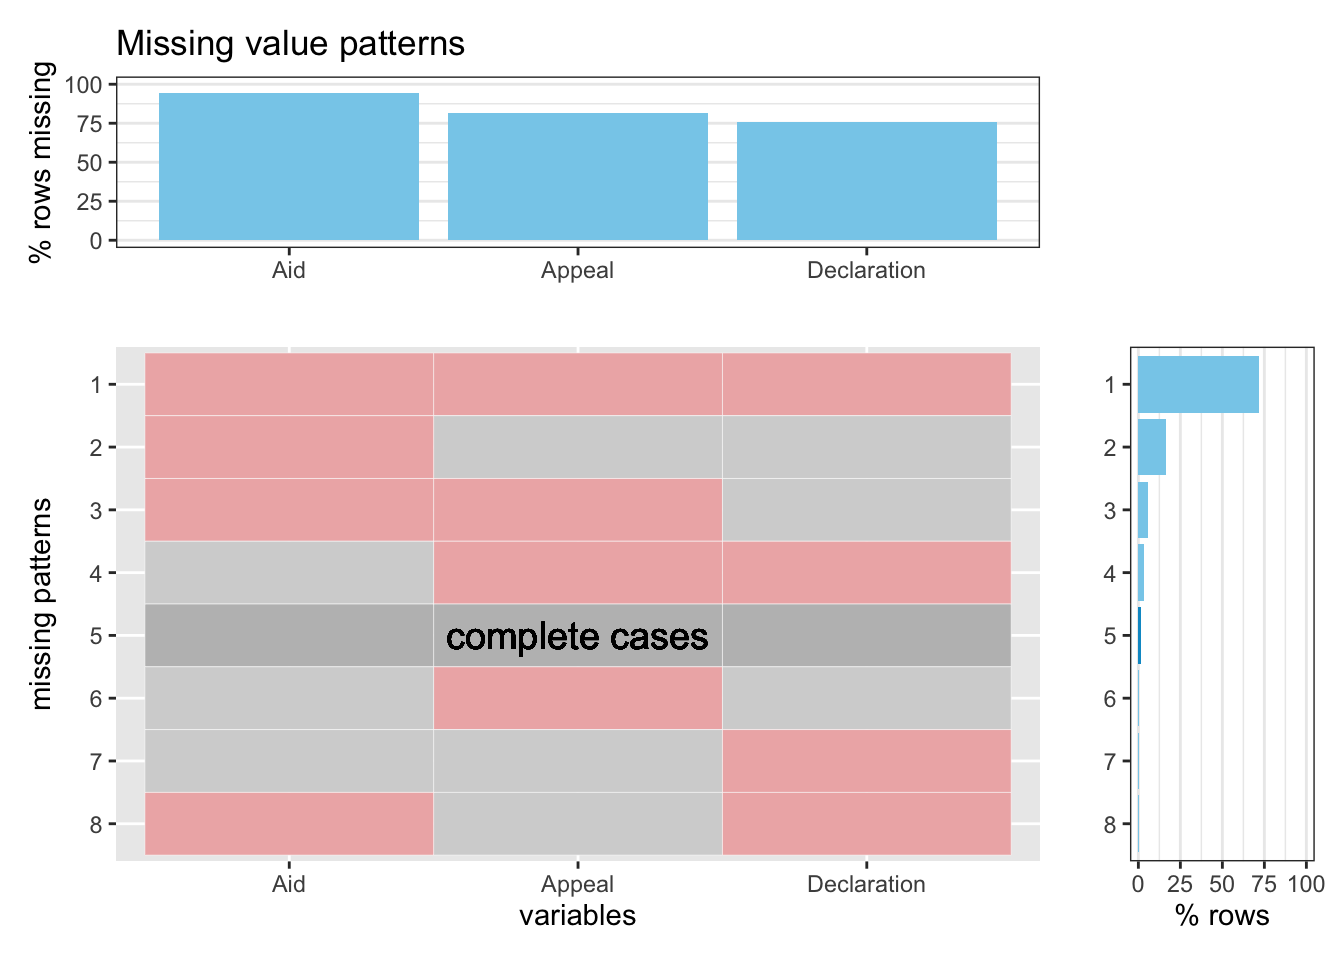 Missing value patterns
% rows missing
100
75
50
25
0
Aid Appeal Declaration
missing patterns
1
2
3
4
5
6
7
8
complete cases
Aid Appeal Declaration
variables
1
2
3
4
5
6
7
8
0 25 50 75 100
% rows